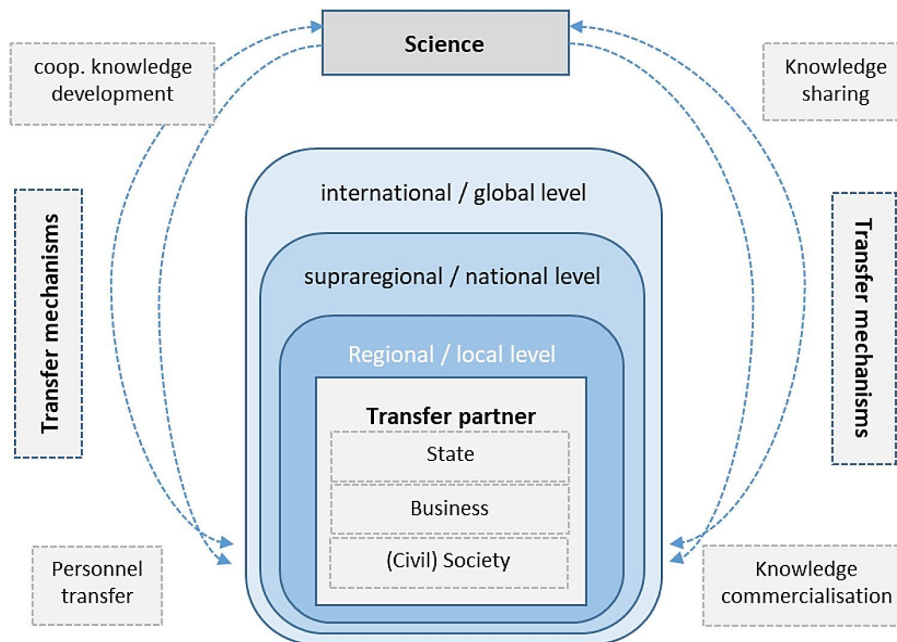 Science
coop. knowledge
development
Knowledge
sharing
international / global level
Transfer mechanisms
Transfer mechanisms
supraregional / national level
Regional / local level
Transfer partner
State
Business
(Civil) Society
Personnel
transfer
Knowledge
commercialisation